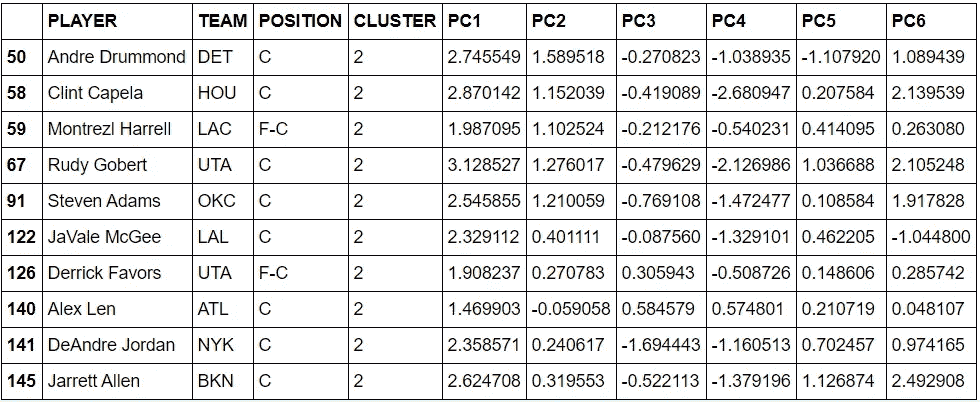 PLAYER TEAM POSITION CLUSTER PC1 PC2 PC3 PC4 PC5 PC6
50 Andre Drummond DET C 2 2.745549 1.589518 -0.270823 -1.038935 -1.107920 1.089439
58 Clint Capela HOU C 2 2.870142 1.152039 -0.419089 -2.680947 0.207584 2.139539
59 Montrezl Harrell LAC F-C 2 1.987095 1.102524 -0.212176 -0.540231 0.414095 0.263080
67 Rudy Gobert UTA C 2 3.128527 1.276017 -0.479629 -2.126986 1.036688 2.105248
91 Steven Adams OKC C 2 2.545855 1.210059 -0.769108 -1.472477 0.108584 1.917828
122 JaVale McGee LAL C 2 2.329112 0.401111 -0.087560 -1.329101 0.462205 -1.044800
126 Derrick Favors UTA F-C 2 1.908237 0.270783 0.305943 -0.508726 0.148606 0.285742
140 Alex Len ATL C 2 1.469903 -0.059058 0.584579 0.574801 0.210719 0.048107
141 DeAndre Jordan NYK C 2 2.358571 0.240617 -1.694443 -1.160513 0.702457 0.974165
145 Jarrett Allen BKN C 2 2.624708 0.319553 -0.522113 -1.379196 1.126874 2.492908